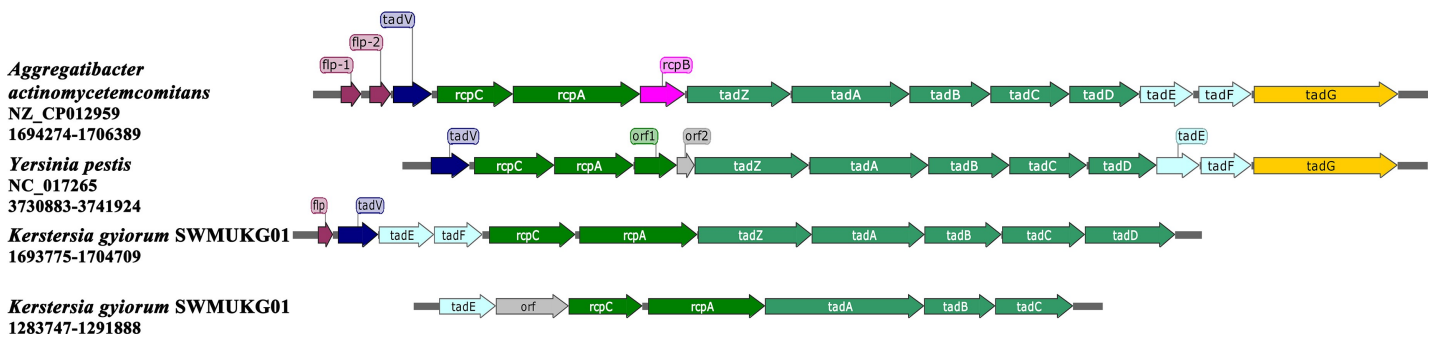 tadV
flp-2
flp-1
rcpB
Aggregatibacter
actinomycetemcomitans
NZ_CP012959
1694274-1706389
rcpC rcpA tadZ tadA tadB tadC tadD tadE tadF tadG
tadV orf1 orf2 tadE
Yersinia pestis
NC_017265
3730883-3741924
rcpC rcpA tadZ tadA tadB tadC tadD tadF tadG
flp tadV
Kerstersia gyiorum SWMUKG01
1693775-1704709
tadE tadF rcpC rcpA tadZ tadA tadB tadC tadD
Kerstersia gyiorum SWMUKG01
1283747-1291888
tadE orf rcpC rcpA tadA tadB tadC